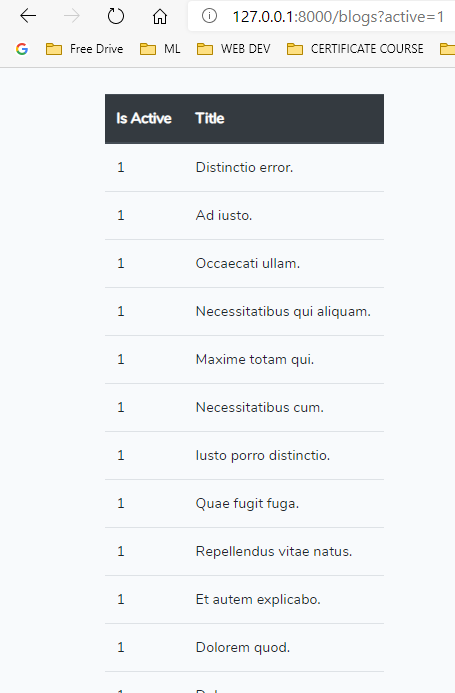 127.0.0.1:8000/blogs?active=1
G Free Drive ML WEB DEV CERTIFICATE COURSE
Is Active Title
1 Distinctio error.
1 Ad iusto.
1 Occaecati ullam.
1 Necessitatibus qui aliquam.
1 Maxime totam qui.
1 Necessitatibus cum.
1 Iusto porro distinctio.
1 Quae fugit fuga.
1 Repellendus vitae natus.
1 Et autem explicabo.
1 Dolorem quod.